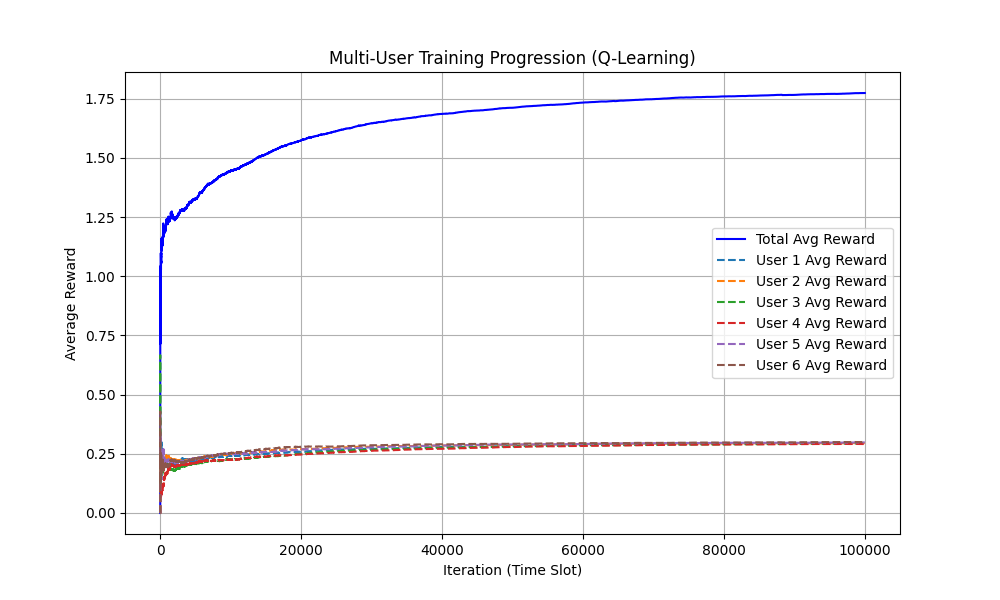 Multi-User Training Progression (Q-Learning)
Average Reward
1.75
1.50
1.25
1.00
0.75
0.50
0.25
0.00
Total Avg Reward
User 1 Avg Reward
User 2 Avg Reward
User 3 Avg Reward
User 4 Avg Reward
User 5 Avg Reward
User 6 Avg Reward
0 20000 40000 60000 80000 100000
Iteration (Time Slot)